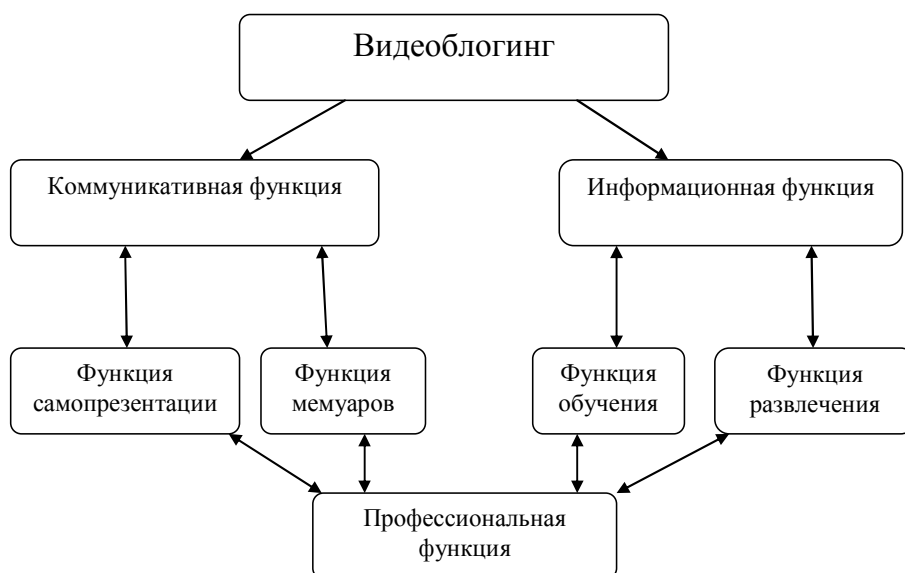 Видеоблогинг
Коммуникативная функция
Информационная функция
Функция
самопрезентации
Функция
мемуаров
Функция
обучения
Функция
развлечения
Профессиональная
функция